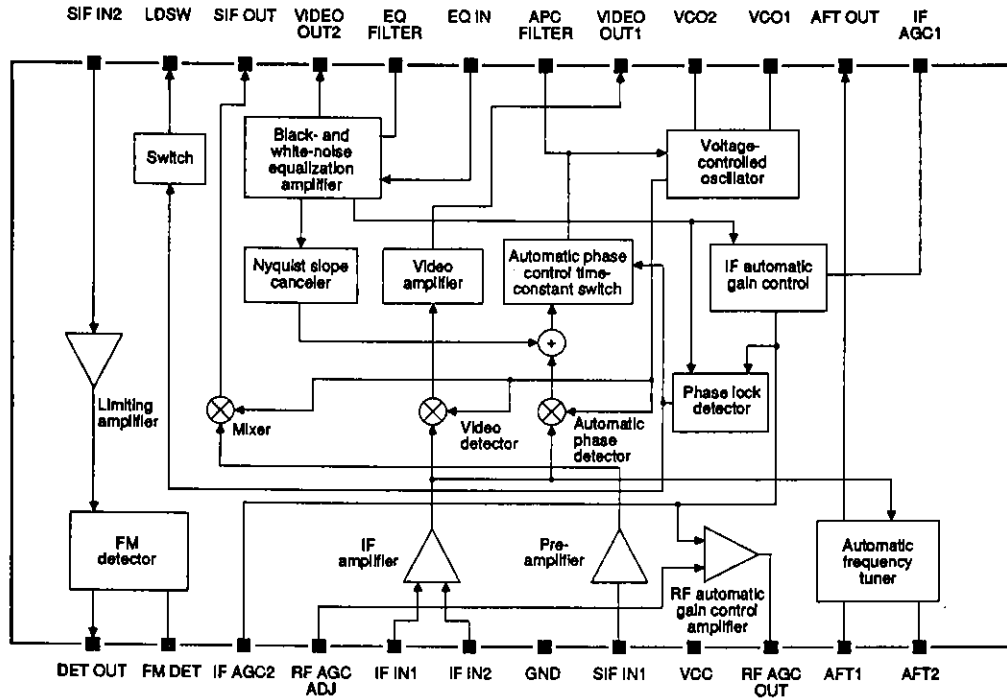 SIF IN2
LDSW
SIF OUT
VIDEO
OUT2
EQ
FILTER
EQ IN
APC
FILTER
VIDEO
OUT1
VCO2
VCO1
AFT OUT
IF
AGC1
Switch
Black- and
white-noise
equalization
amplifier
Voltage-
controlled
oscillator
Nyquist slope
canceler
Video
amplifier
Automatic phase
control time-
constant switch
IF automatic
gain control
+
Limiting
amplifier
Mixer
Video
detector
Automatic
phase
detector
Phase lock
detector
FM
detector
IF
amplifier
Pre-
amplifier
RF automatic
gain control
amplifier
Automatic
frequency
tuner
DET OUT
FM DET
IF AGC2
RF AGC
ADJ
IF IN1
IF IN2
GND
SIF IN1
VCC
RF AGC
OUT
AFT1
AFT2